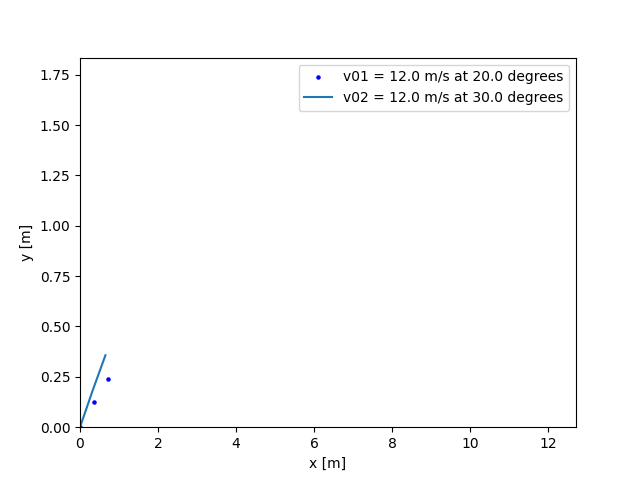 v01 = 12.0 m/s at 20.0 degrees
v02 = 12.0 m/s at 30.0 degrees
1.75
1.50
1.25
1.00
0.75
0.50
0.25
0.00
y [m]
0 2 4 6 8 10 12
x [m]